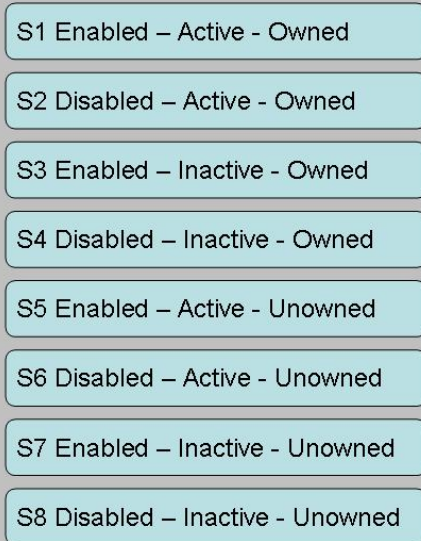 S1 Enabled – Active - Owned
S2 Disabled – Active - Owned
S3 Enabled – Inactive - Owned
S4 Disabled – Inactive - Owned
S5 Enabled – Active - Unowned
S6 Disabled – Active - Unowned
S7 Enabled – Inactive - Unowned
S8 Disabled – Inactive - Unowned